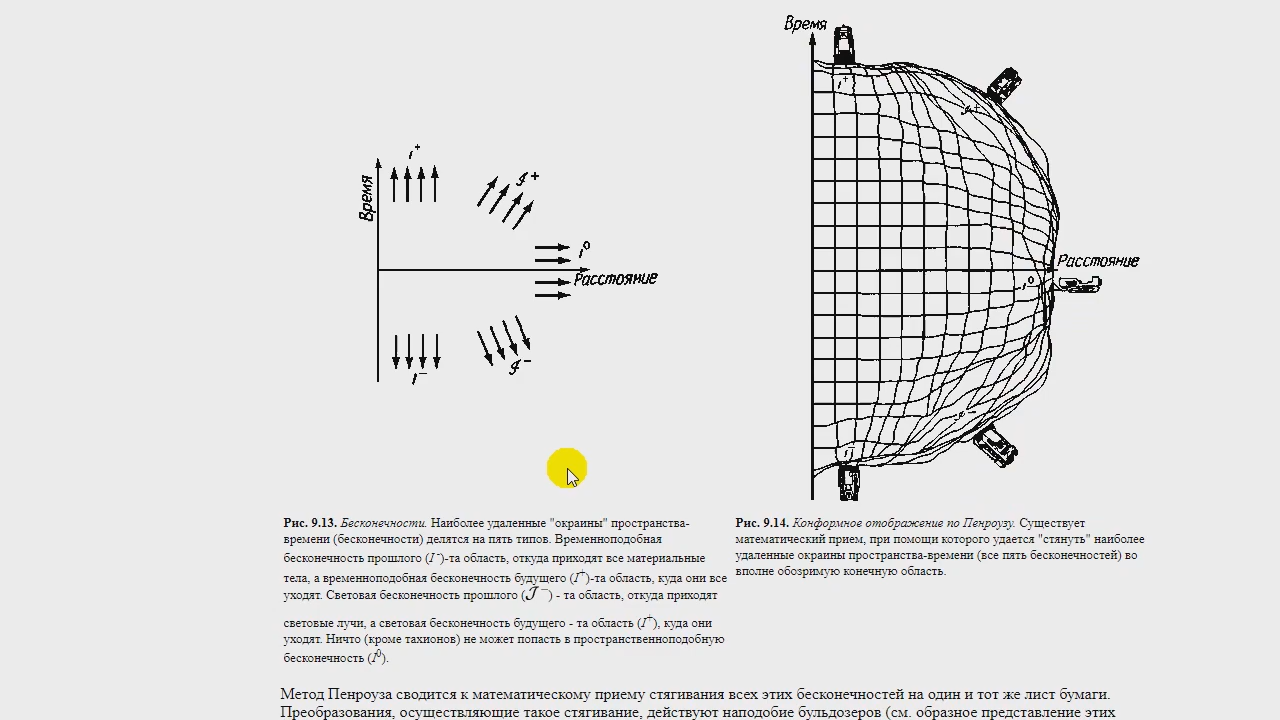 Время
i⁺
𝒥⁺
i⁰
Расстояние
i⁻
𝒥⁻
Время
i⁺
𝒥⁺
Расстояние
i⁰
𝒥⁻
i⁻
Рис. 9.13. Бесконечности. Наиболее удаленные "окраины" пространства-
времени (бесконечности) делятся на пять типов. Временноподобная
бесконечность прошлого (I⁻)-та область, откуда приходят все материальные
тела, а временноподобная бесконечность будущего (I⁺)-та область, куда они все
уходят. Световая бесконечность прошлого (𝒥⁻) - та область, откуда приходят
световые лучи, а световая бесконечность будущего - та область (I⁺), куда они
уходят. Ничто (кроме тахионов) не может попасть в пространственноподобную
бесконечность (I⁰).
Рис. 9.14. Конформное отображение по Пенроузу. Существует
математический прием, при помощи которого удается "стянуть" наиболее
удаленные окраины пространства-времени (все пять бесконечностей) во
вполне обозримую конечную область.
Метод Пенроуза сводится к математическому приему стягивания всех этих бесконечностей на один и тот же лист бумаги.
Преобразования, осуществляющие такое стягивание, действуют наподобие бульдозеров (см. образное представление этих